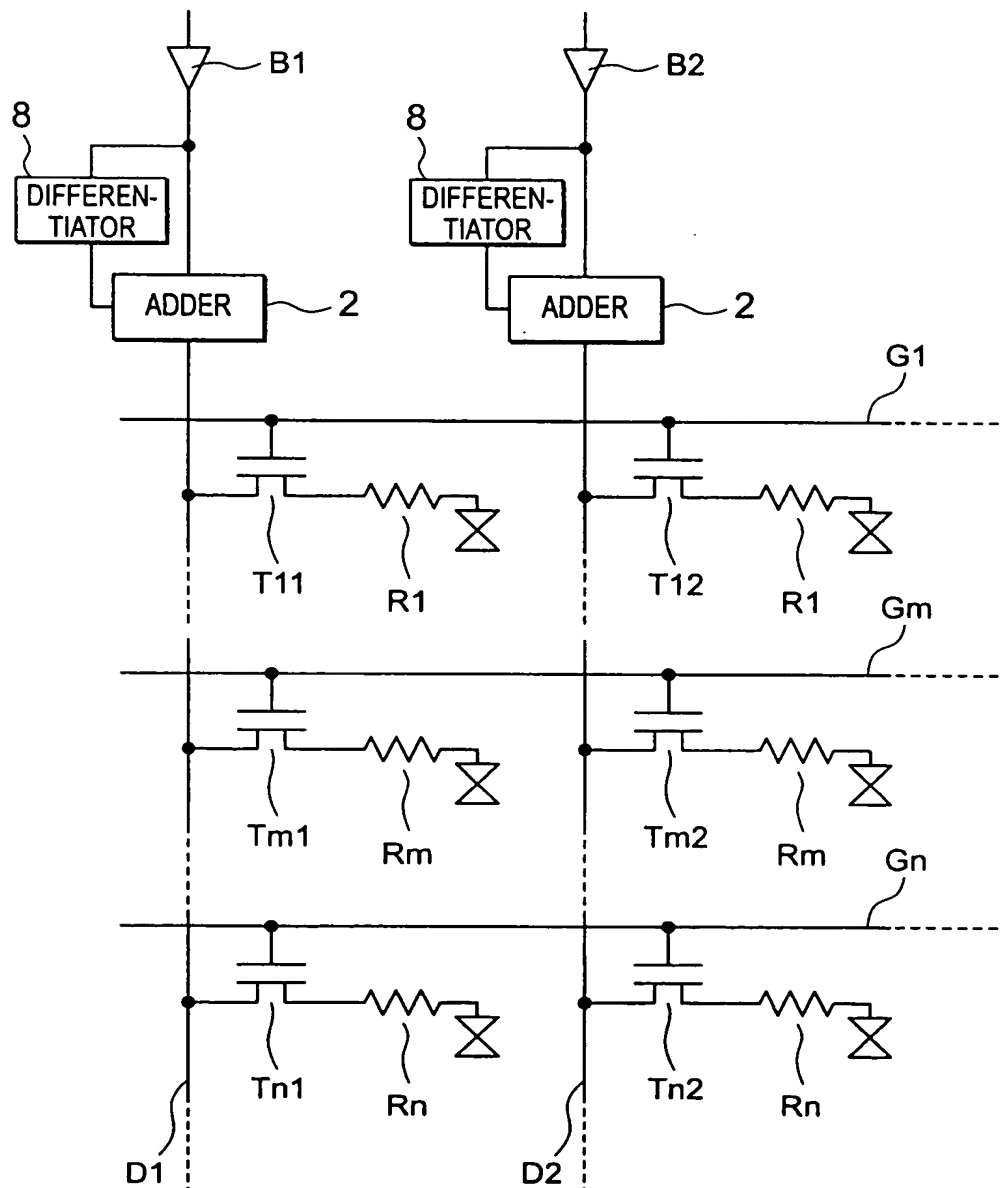 B1
B2
8
8
DIFFEREN-
TIATOR
DIFFEREN-
TIATOR
ADDER
2
ADDER
2
G1
T11
R1
T12
R1
Gm
Tm1
Rm
Tm2
Rm
Gn
Tn1
Rn
Tn2
Rn
D1
D2